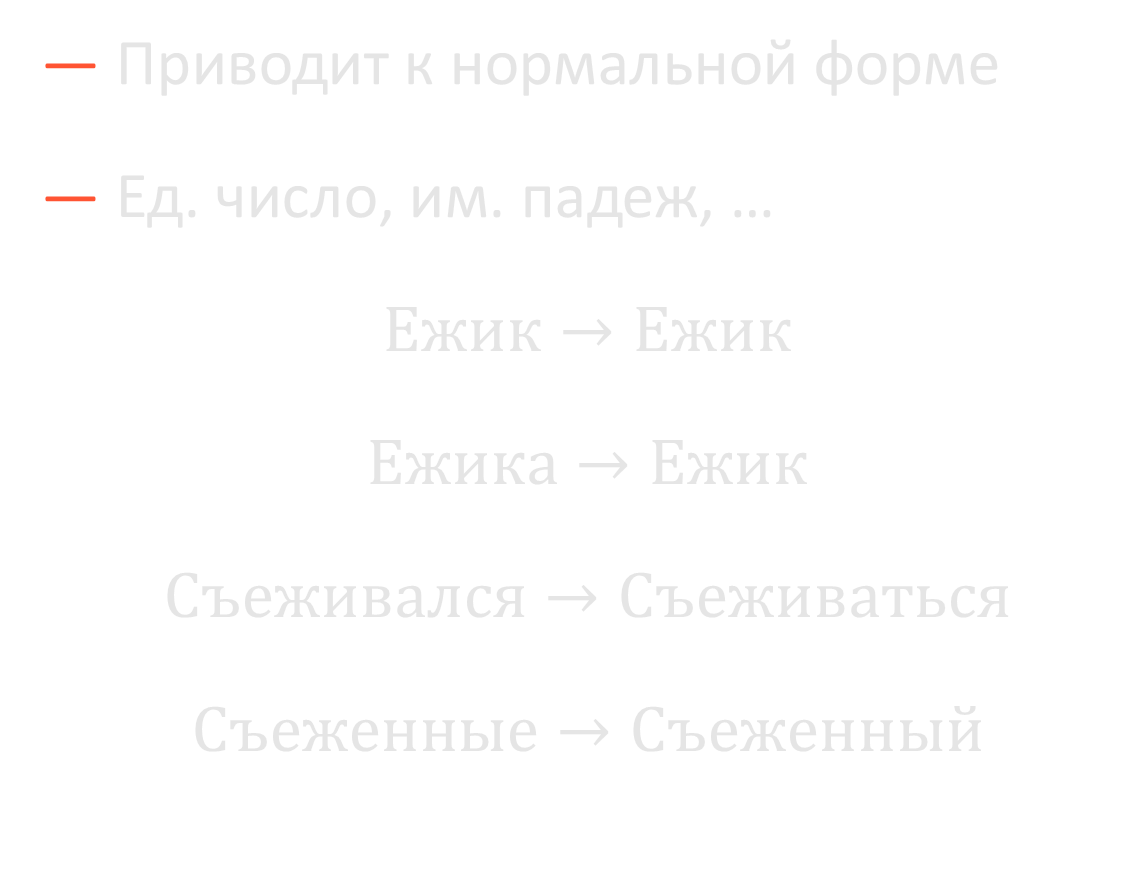 — Приводит к нормальной форме
— Ед. число, им. падеж, ...
Ежик → Ежик
Ежика → Ежик
Съеживался → Съеживаться
Съеженные → Съеженный